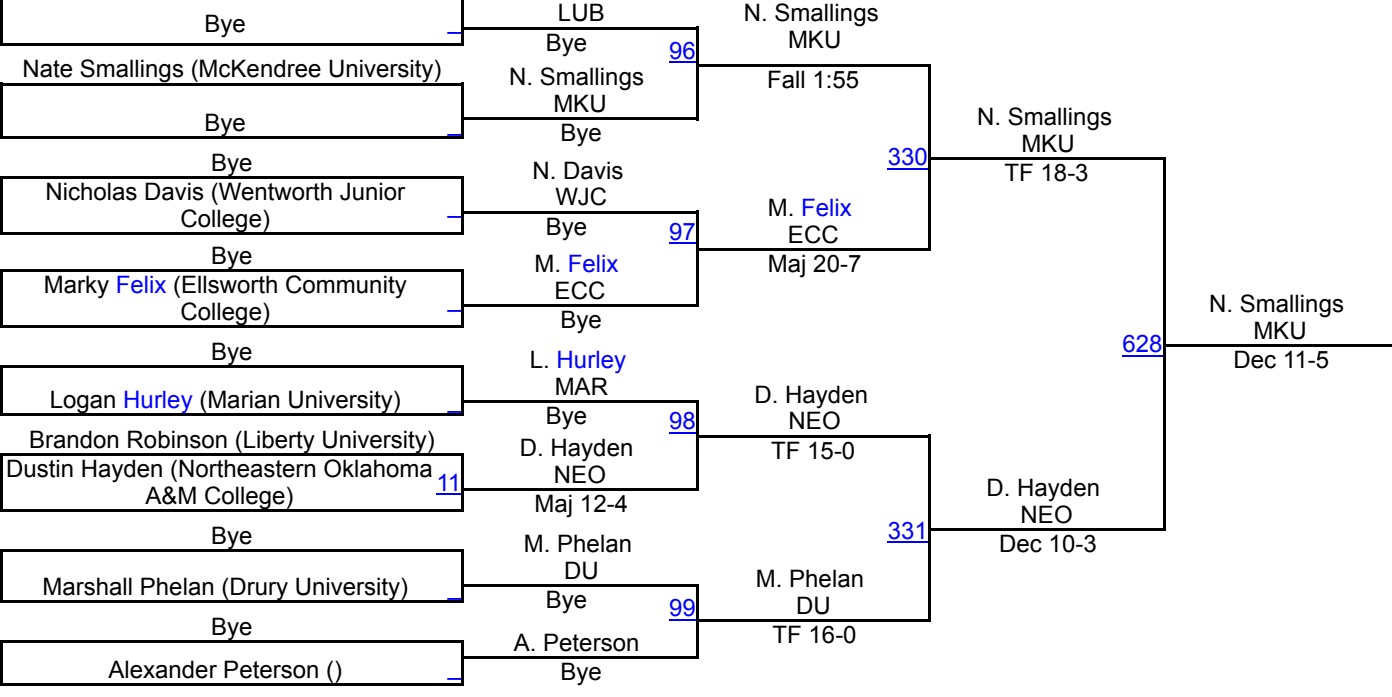 Bye
Nate Smallings (McKendree University)
Bye
Bye
Nicholas Davis (Wentworth Junior
College)
Bye
Marky Felix (Ellsworth Community
College)
Bye
Logan Hurley (Marian University)
Brandon Robinson (Liberty University)
Dustin Hayden (Northeastern Oklahoma
A&M College)
11
Bye
Marshall Phelan (Drury University)
Bye
Alexander Peterson ()
LUB
Bye
96
N. Smallings
MKU
Bye
N. Davis
WJC
Bye
97
M. Felix
ECC
Bye
L. Hurley
MAR
Bye
98
D. Hayden
NEO
Maj 12-4
M. Phelan
DU
Bye
99
A. Peterson
Bye
N. Smallings
MKU
Fall 1:55
330
M. Felix
ECC
Maj 20-7
D. Hayden
NEO
TF 15-0
331
M. Phelan
DU
TF 16-0
N. Smallings
MKU
TF 18-3
628
D. Hayden
NEO
Dec 10-3
N. Smallings
MKU
Dec 11-5